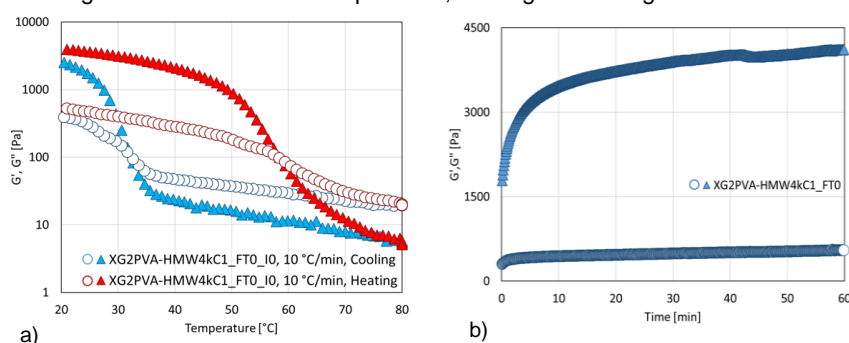 10000
1000
100
10
1
G', G" [Pa]
20 30 40 50 60 70 80
Temperature [°C]
XG2PVA-HMW4kC1_FT0_I0, 10 °C/min, Cooling
XG2PVA-HMW4kC1_FT0_I0, 10 °C/min, Heating
a)
4500
3000
1500
0
G',G" [Pa]
0 10 20 30 40 50 60
Time [min]
XG2PVA-HMW4kC1_FT0
b)